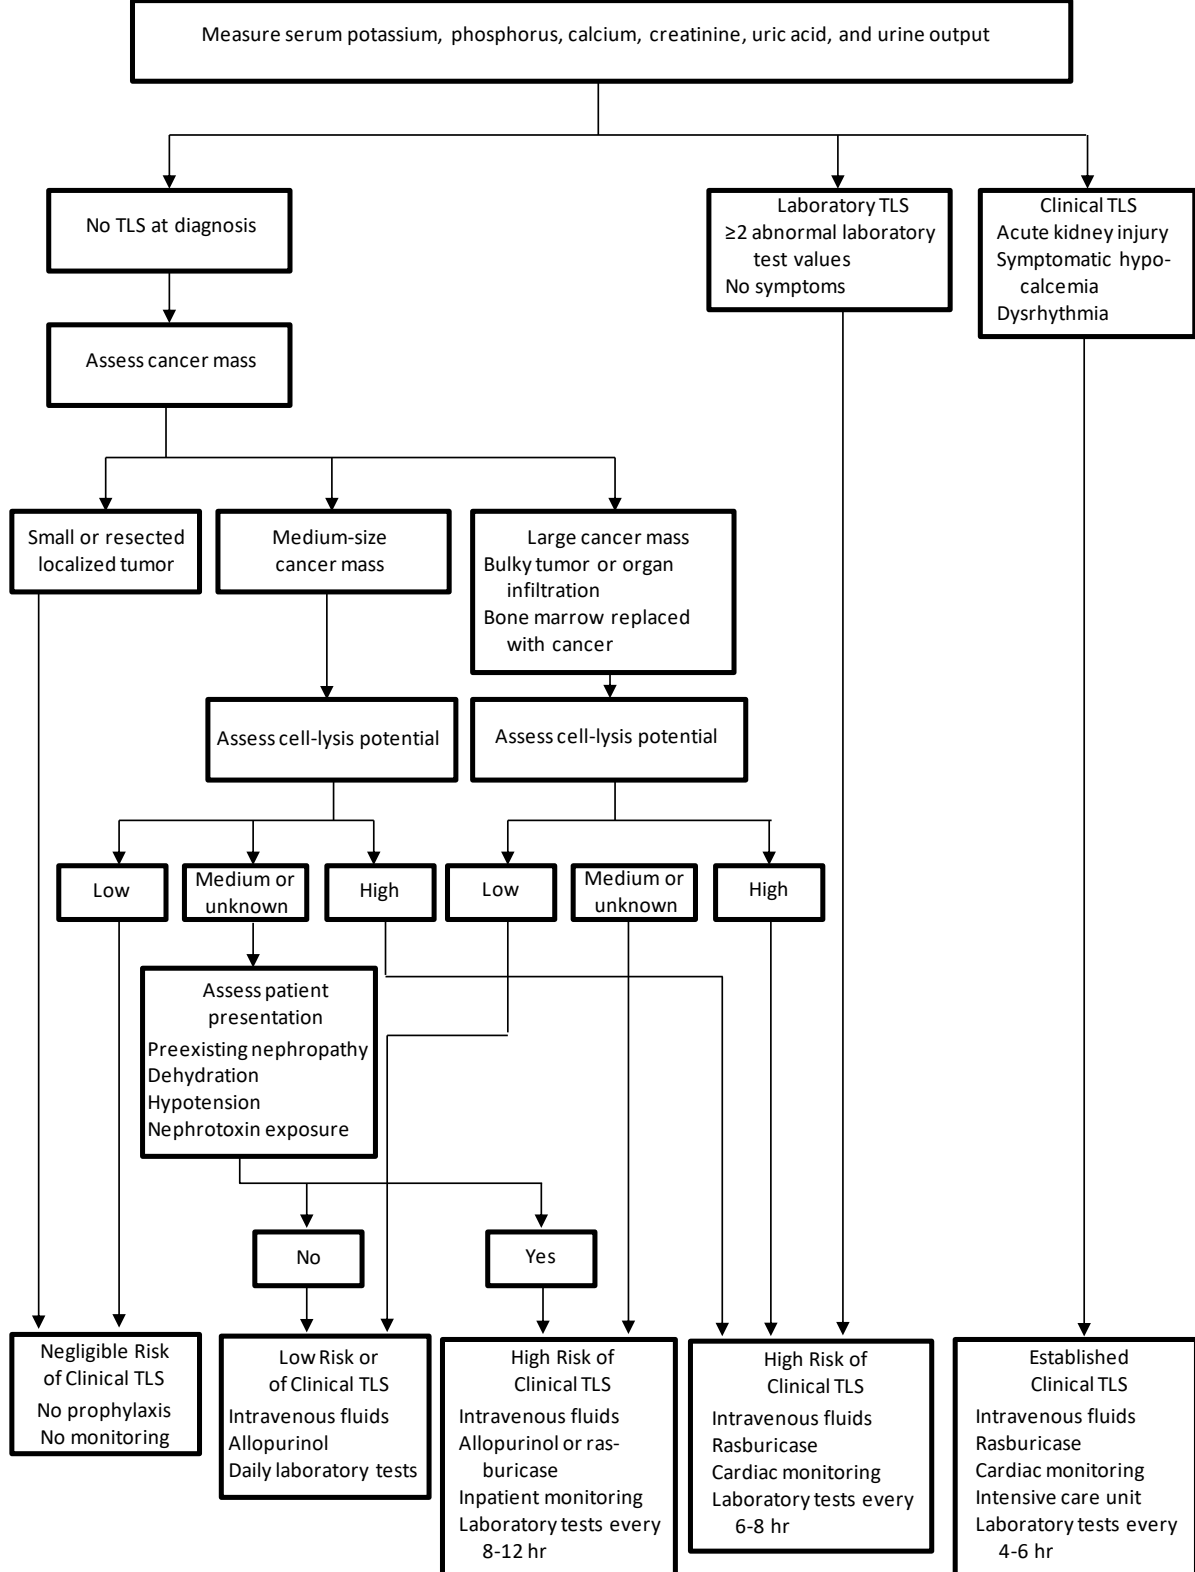 Measure serum potassium, phosphorus, calcium, creatinine, uric acid, and urine output
No TLS at diagnosis
Laboratory TLS
≥2 abnormal laboratory
test values
No symptoms
Clinical TLS
Acute kidney injury
Symptomatic hypo-
calcemia
Dysrhythmia
Assess cancer mass
Small or resected
localized tumor
Medium-size
cancer mass
Large cancer mass
Bulky tumor or organ
infiltration
Bone marrow replaced
with cancer
Assess cell-lysis potential
Assess cell-lysis potential
Low
Medium or
unknown
High
Low
Medium or
unknown
High
Assess patient
presentation
Preexisting nephropathy
Dehydration
Hypotension
Nephrotoxin exposure
No
Yes
Negligible Risk
of Clinical TLS
No prophylaxis
No monitoring
Low Risk or
of Clinical TLS
Intravenous fluids
Allopurinol
Daily laboratory tests
High Risk of
Clinical TLS
Intravenous fluids
Allopurinol or ras-
buricase
Inpatient monitoring
Laboratory tests every
8-12 hr
High Risk of
Clinical TLS
Intravenous fluids
Rasburicase
Cardiac monitoring
Laboratory tests every
6-8 hr
Established
Clinical TLS
Intravenous fluids
Rasburicase
Cardiac monitoring
Intensive care unit
Laboratory tests every
4-6 hr